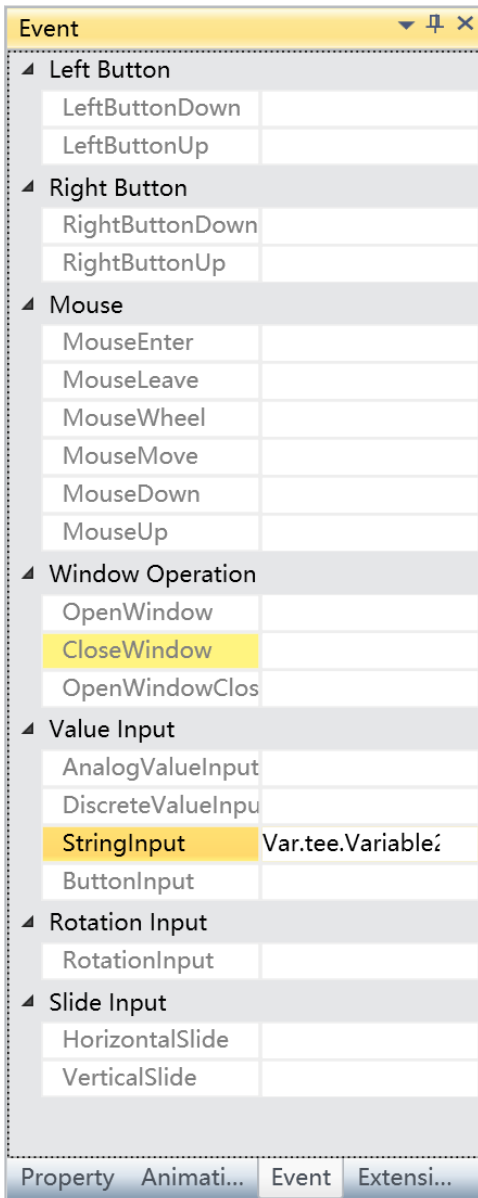 Event
Left Button
LeftButtonDown
LeftButtonUp
Right Button
RightButtonDown
RightButtonUp
Mouse
MouseEnter
MouseLeave
MouseWheel
MouseMove
MouseDown
MouseUp
Window Operation
OpenWindow
CloseWindow
OpenWindowClos
Value Input
AnalogValueInput
DiscreteValueInpu
StringInput Var.tee.Variable2
ButtonInput
Rotation Input
RotationInput
Slide Input
HorizontalSlide
VerticalSlide
Property Animati... Event Extensi...